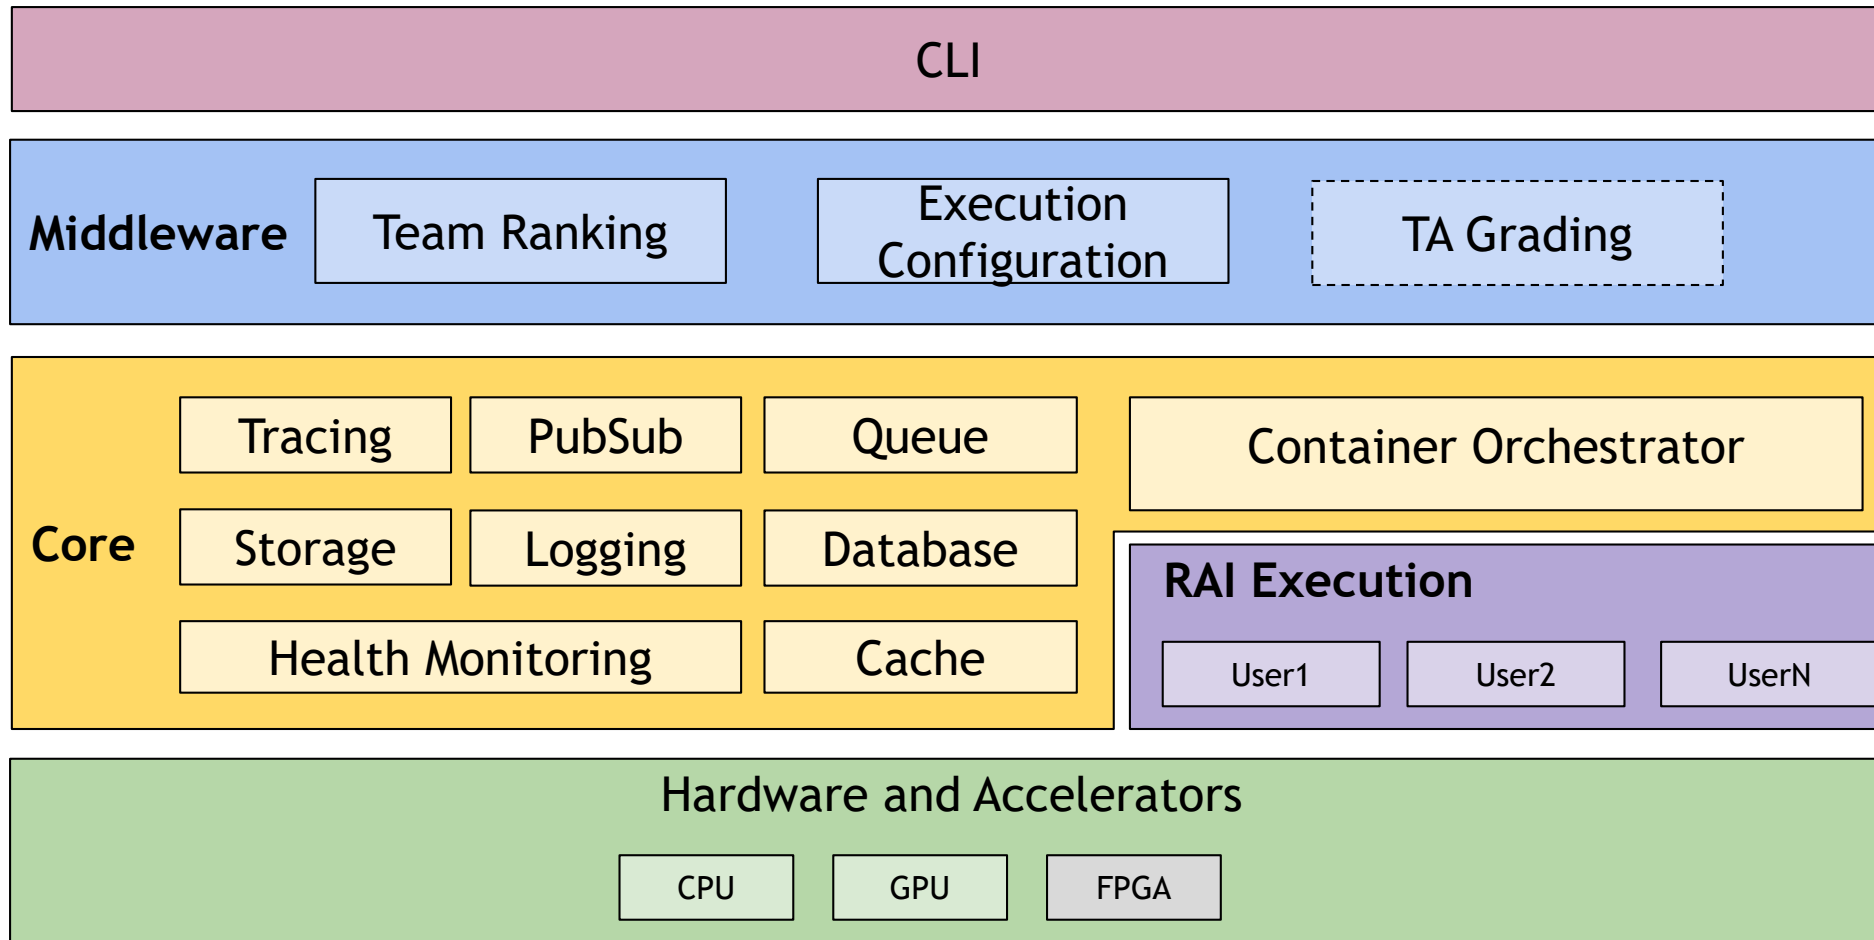 CLI
Middleware
Team Ranking
Execution
Configuration
TA Grading
Core
Tracing
PubSub
Queue
Container Orchestrator
Storage
Logging
Database
Health Monitoring
Cache
RAI Execution
User1
User2
UserN
Hardware and Accelerators
CPU
GPU
FPGA